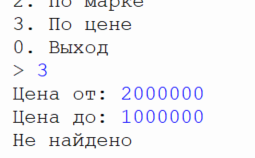 2. По марке
3. По цене
0. Выход
> 3
Цена от: 2000000
Цена до: 1000000
Не найдено